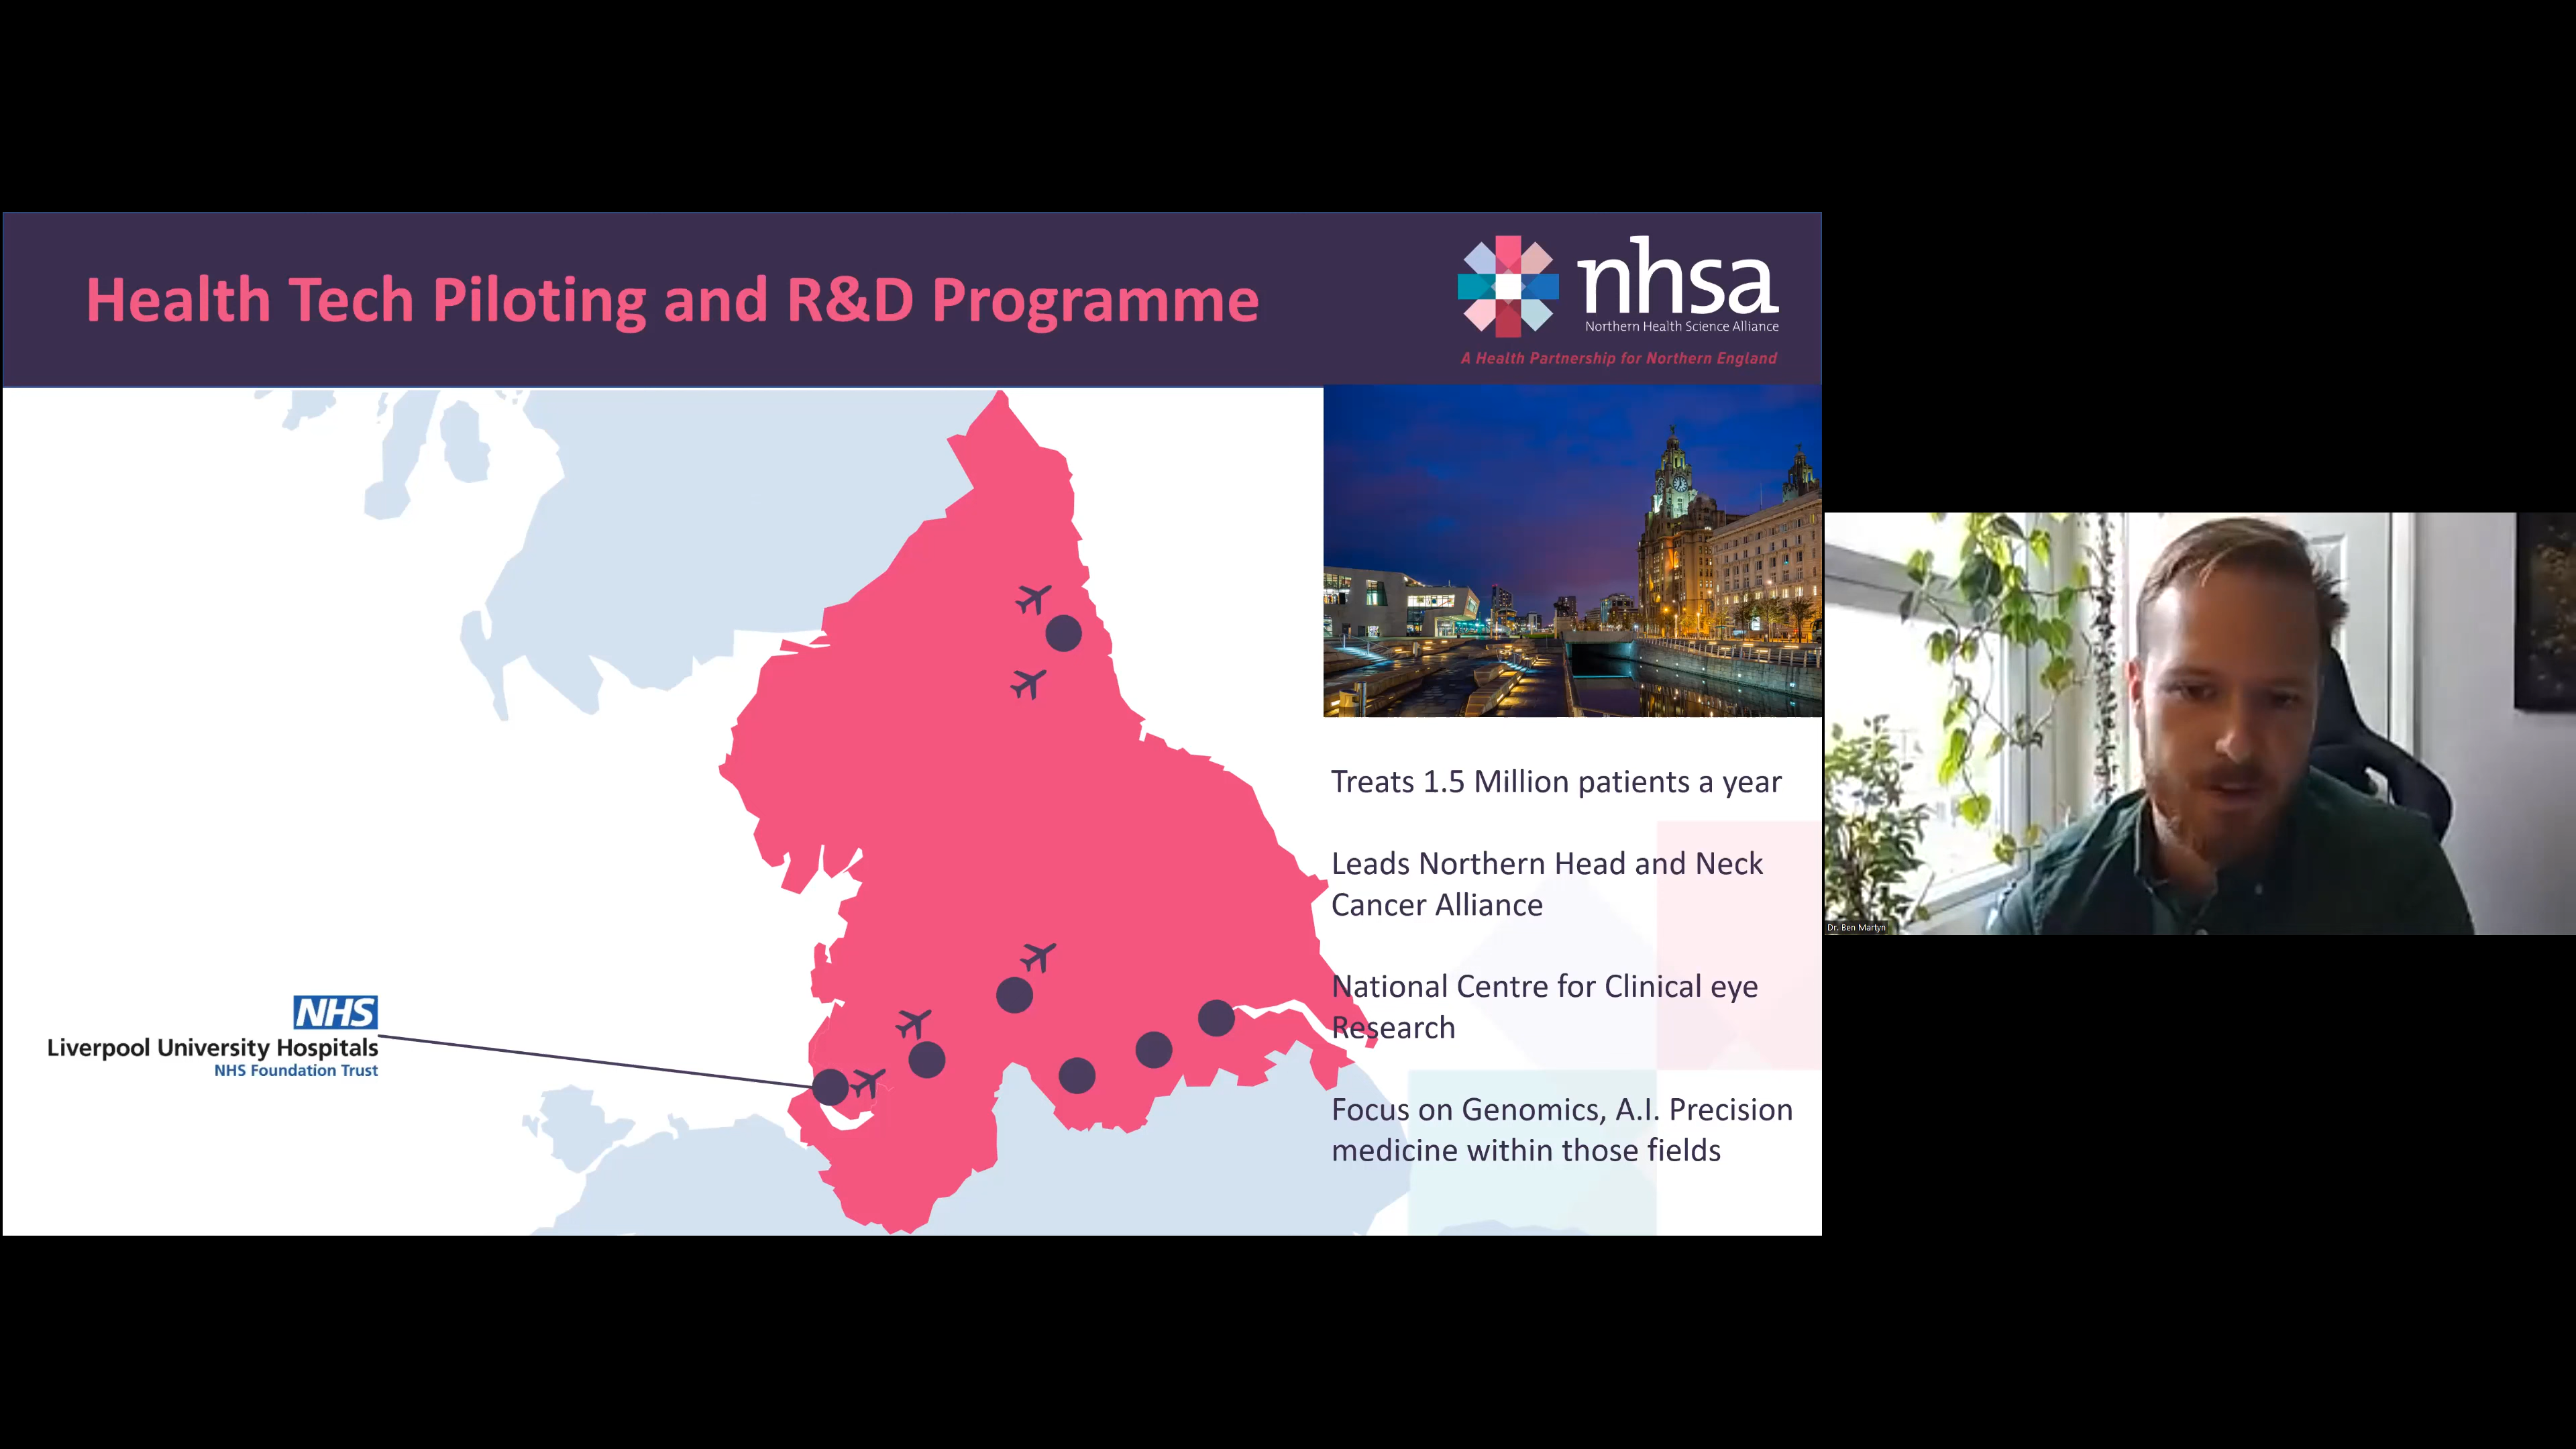 Health Tech Piloting and R&D Programme
nhsa
Northern Health Science Alliance
A Health Partnership for Northern England
NHS
Liverpool University Hospitals
NHS Foundation Trust
Treats 1.5 Million patients a year
Leads Northern Head and Neck
Cancer Alliance
National Centre for Clinical eye
Research
Focus on Genomics, A.I. Precision
medicine within those fields
Dr. Ben Martyn